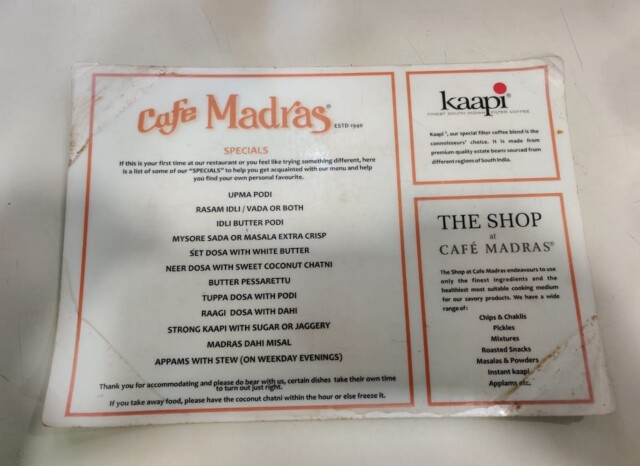 Cafe Madras® ESTD 1940
SPECIALS
If this is your first time at our restaurant or you feel like trying something different, here
is a list of some of our "SPECIALS" to help you get acquainted with our menu and help
you find your own personal favourite.
UPMA PODI
RASAM IDLI / VADA OR BOTH
IDLI BUTTER PODI
MYSORE SADA OR MASALA EXTRA CRISP
SET DOSA WITH WHITE BUTTER
NEER DOSA WITH SWEET COCONUT CHATNI
BUTTER PESSARETTU
TUPPA DOSA WITH PODI
RAAGI DOSA WITH DAHI
STRONG KAAPI WITH SUGAR OR JAGGERY
MADRAS DAHI MISAL
APPAMS WITH STEW (ON WEEKDAY EVENINGS)
Thank you for accommodating and please do bear with us, certain dishes take their own time
to turn out just right.
If you take away food, please have the coconut chatni within the hour or else freeze it.
kaapi®
FINEST SOUTH INDIAN FILTER COFFEE
Kaapi®, our special filter coffee blend is the
connoisseurs' choice. It is made from
premium quality estate beans sourced from
different regions of South India.
THE SHOP
at
CAFÉ MADRAS®
The Shop at Cafe Madras endeavours to use
only the finest ingredients and the
healthiest most suitable cooking medium
for our savory products. We have a wide
range of:
Chips & Chaklis
Pickles
Mixtures
Roasted Snacks
Masalas & Powders
Instant kaapi
Applams etc.